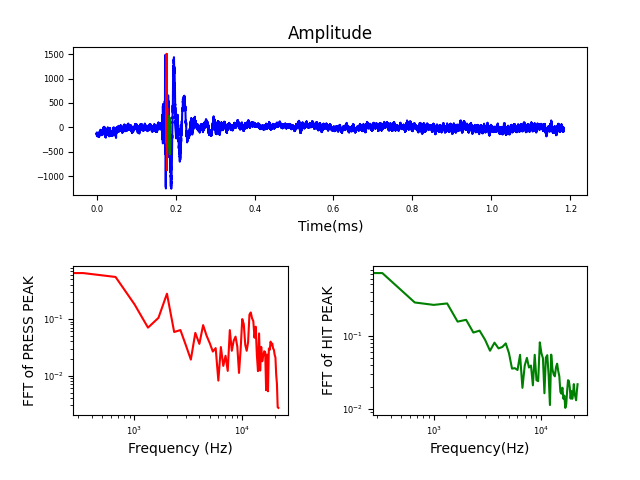 Amplitude
1500
1000
500
0
−500
−1000
0.0 0.2 0.4 0.6 0.8 1.0 1.2
Time(ms)
FFT of PRESS PEAK
10⁻¹
10⁻²
10³ 10⁴
Frequency (Hz)
FFT of HIT PEAK
10⁻¹
10⁻²
10³ 10⁴
Frequency(Hz)